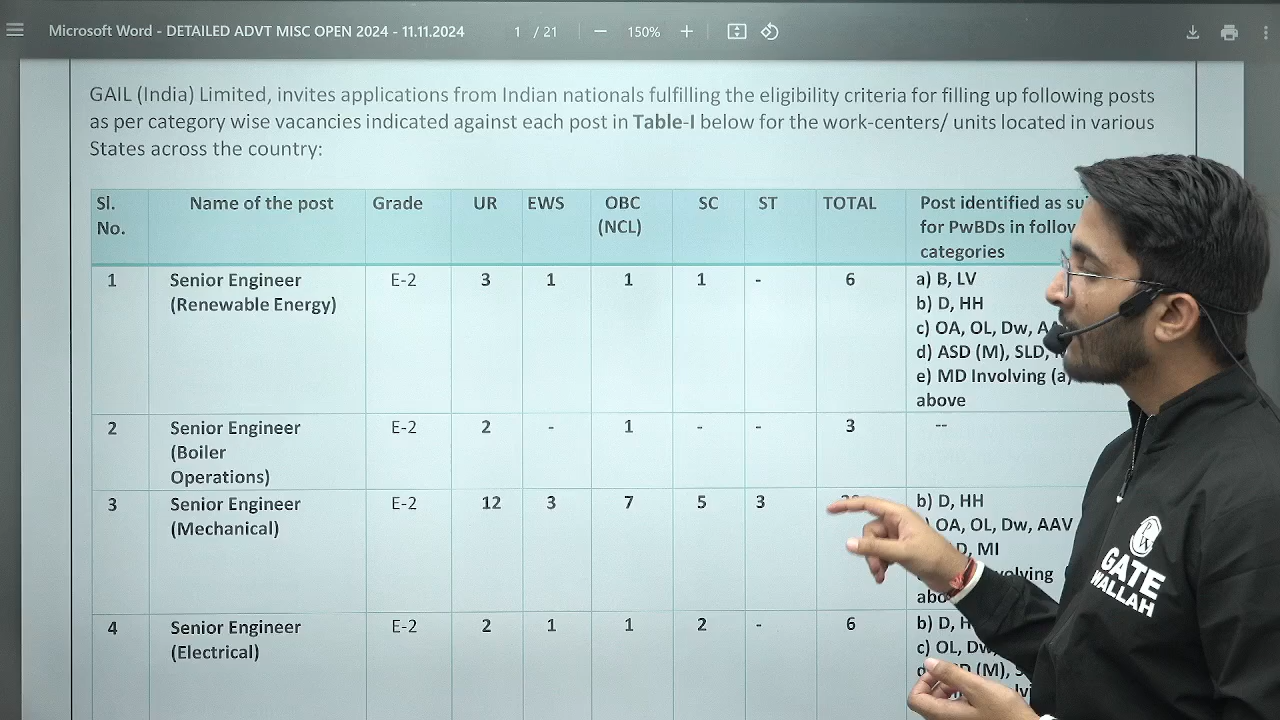 Microsoft Word - DETAILED ADVT MISC OPEN 2024 - 11.11.2024 1 / 21 150%
GAIL (India) Limited, invites applications from Indian nationals fulfilling the eligibility criteria for filling up following posts
as per category wise vacancies indicated against each post in Table-I below for the work-centers/ units located in various
States across the country:
Sl. No. Name of the post Grade UR EWS OBC (NCL) SC ST TOTAL Post identified as
for PwBDs in
categories
1 Senior Engineer (Renewable Energy) E-2 3 1 1 1 - 6 a) B, LV
b) D, HH
c) OA, OL, Dw,
d) ASD (M), SLD,
e) MD Involving (a)
above
2 Senior Engineer (Boiler Operations) E-2 2 - 1 - - 3 --
3 Senior Engineer (Mechanical) E-2 12 3 7 5 3 b) D, HH
OA, OL, Dw, AAV
D, MI
4 Senior Engineer (Electrical) E-2 2 1 1 2 - 6 b) D,
c) OL, Dw,
(M),
GATE
WALLAH